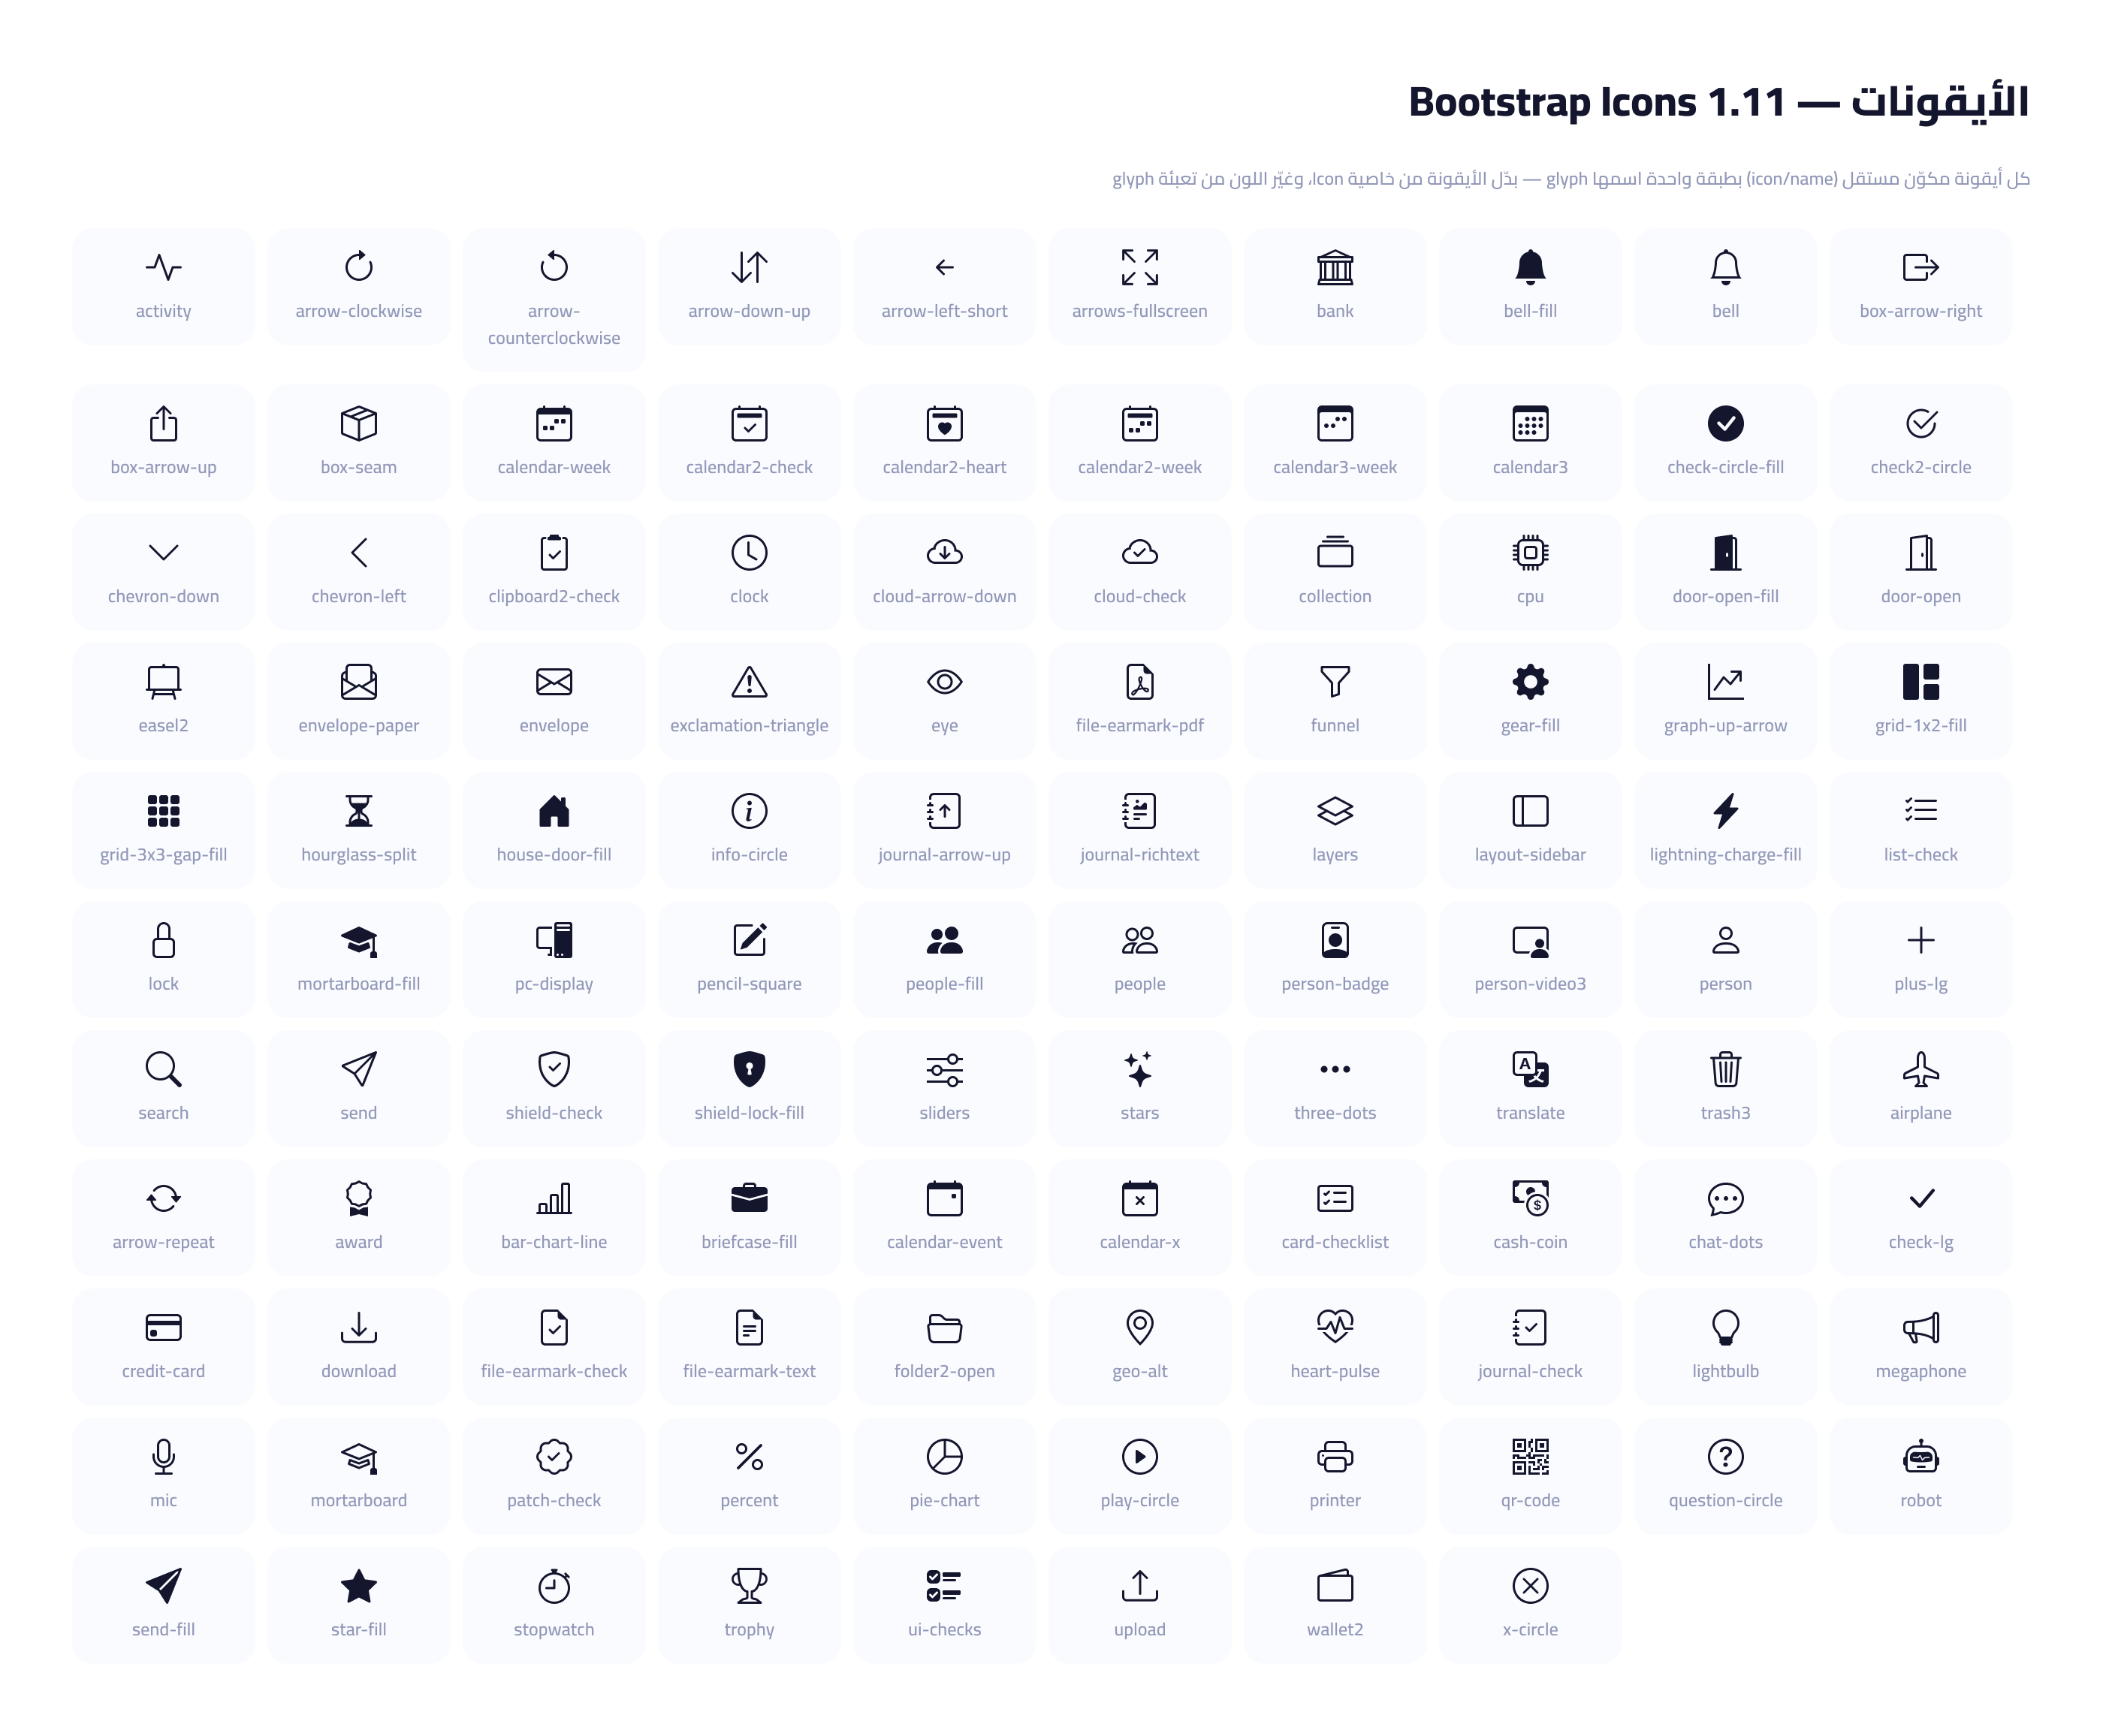 الأيقونات — Bootstrap Icons 1.11
كل أيقونة مكوّن مستقل (icon/name) بطبقة واحدة اسمها glyph — بدّل الأيقونة من خاصية Icon، وغيّر اللون من تعبئة glyph
activity
arrow-clockwise
arrow-
counterclockwise
arrow-down-up
arrow-left-short
arrows-fullscreen
bank
bell-fill
bell
box-arrow-right
box-arrow-up
box-seam
calendar-week
calendar2-check
calendar2-heart
calendar2-week
calendar3-week
calendar3
check-circle-fill
check2-circle
chevron-down
chevron-left
clipboard2-check
clock
cloud-arrow-down
cloud-check
collection
cpu
door-open-fill
door-open
easel2
envelope-paper
envelope
exclamation-triangle
eye
file-earmark-pdf
funnel
gear-fill
graph-up-arrow
grid-1x2-fill
grid-3x3-gap-fill
hourglass-split
house-door-fill
info-circle
journal-arrow-up
journal-richtext
layers
layout-sidebar
lightning-charge-fill
list-check
lock
mortarboard-fill
pc-display
pencil-square
people-fill
people
person-badge
person-video3
person
plus-lg
search
send
shield-check
shield-lock-fill
sliders
stars
three-dots
translate
trash3
airplane
arrow-repeat
award
bar-chart-line
briefcase-fill
calendar-event
calendar-x
card-checklist
cash-coin
chat-dots
check-lg
credit-card
download
file-earmark-check
file-earmark-text
folder2-open
geo-alt
heart-pulse
journal-check
lightbulb
megaphone
mic
mortarboard
patch-check
percent
pie-chart
play-circle
printer
qr-code
question-circle
robot
send-fill
star-fill
stopwatch
trophy
ui-checks
upload
wallet2
x-circle